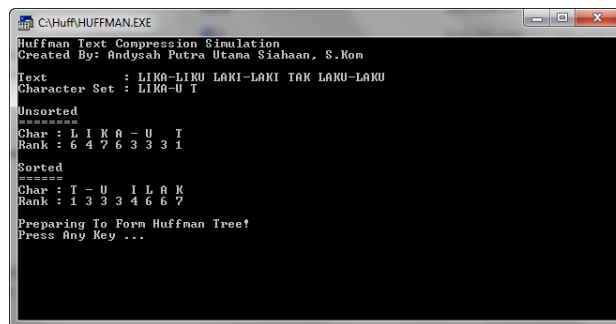 C:\Huff\HUFFMAN.EXE
Huffman Text Compression Simulation
Created By: Andysah Putra Utama Siahaan, S.Kom
Text : LIKA-LIKU LAKI-LAKI TAK LAKU-LAKU
Character Set : LIKA-U T
Unsorted
========
Char : L I K A - U   T
Rank : 6 4 7 6 3 3 3 1
Sorted
======
Char : T - U   I L A K
Rank : 1 3 3 3 4 6 6 7
Preparing To Form Huffman Tree!
Press Any Key ...